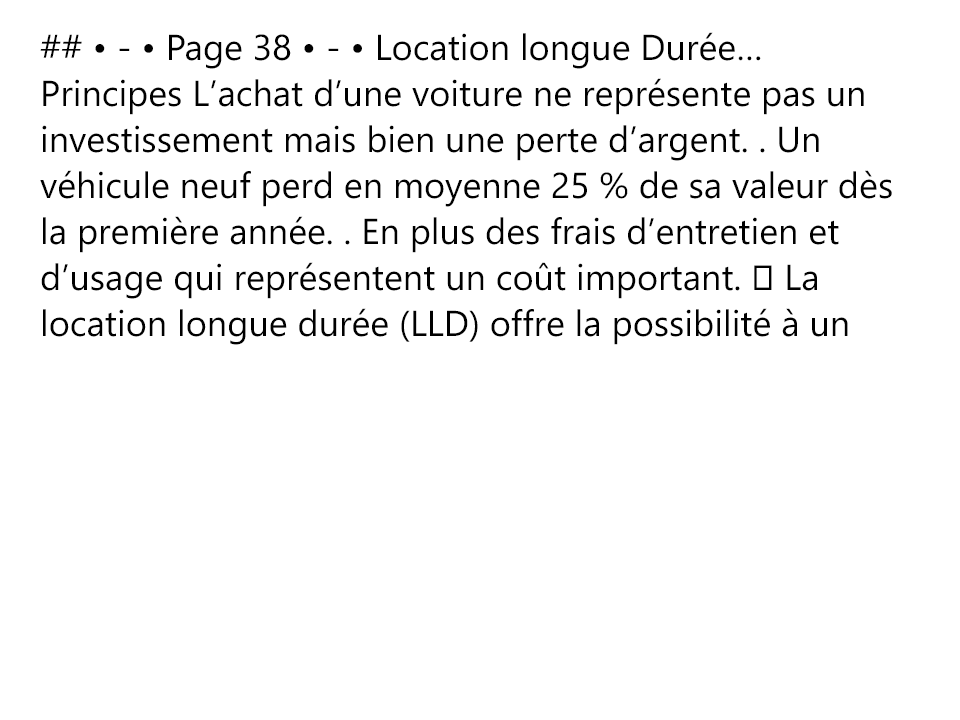 ## • - • Page 38 • - • Location longue Durée…
Principes L’achat d’une voiture ne représente pas un
investissement mais bien une perte d’argent. . Un
véhicule neuf perd en moyenne 25 % de sa valeur dès
la première année. . En plus des frais d’entretien et
d’usage qui représentent un coût important.  La
location longue durée (LLD) offre la possibilité à un